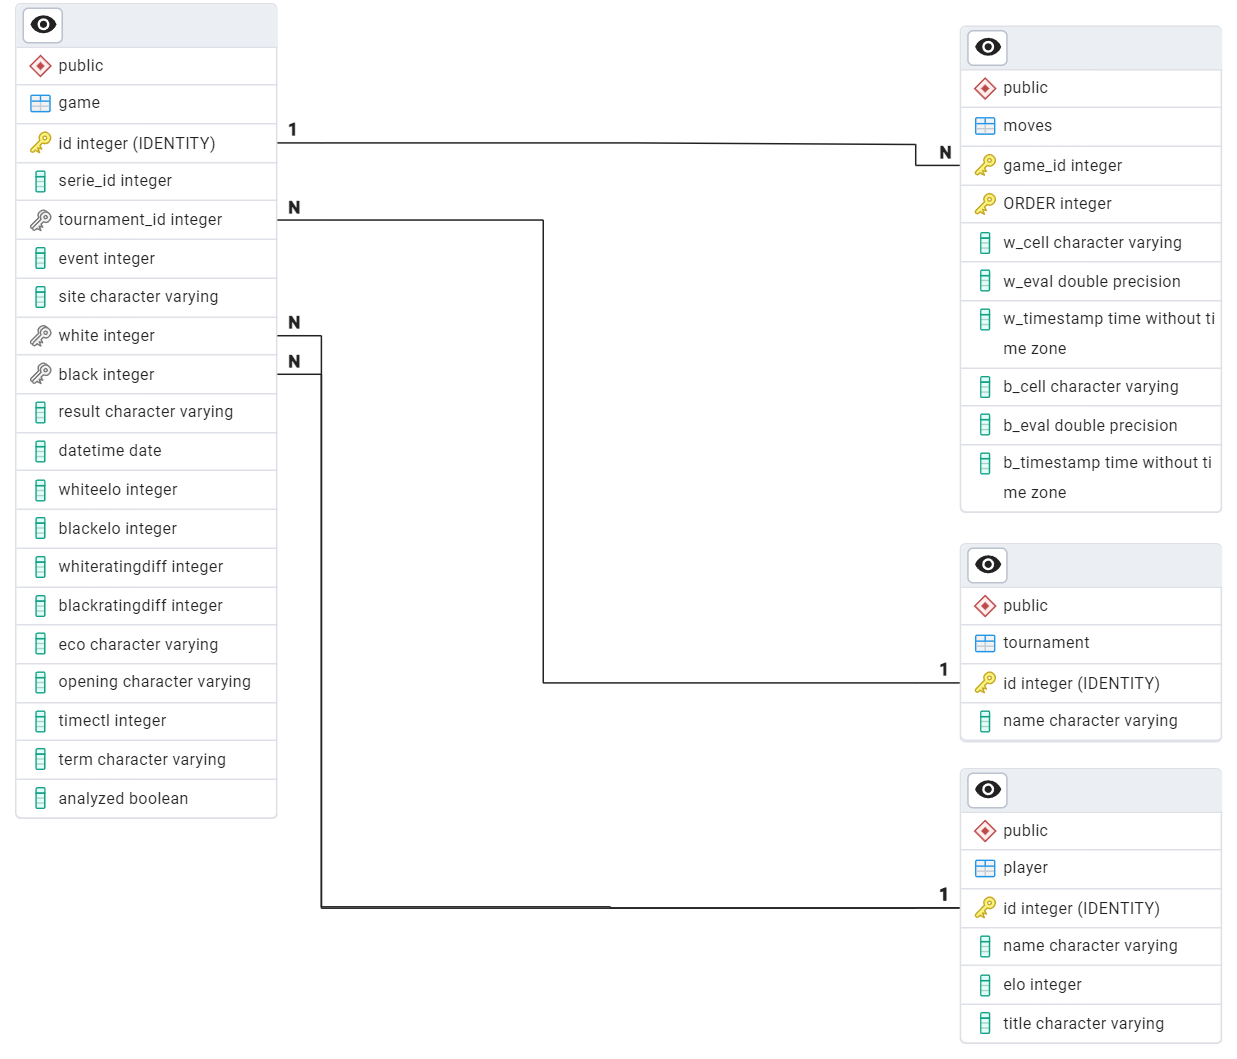 public
game
id integer (IDENTITY)
serie_id integer
tournament_id integer
event integer
site character varying
white integer
black integer
result character varying
datetime date
whiteelo integer
blackelo integer
whiteratingdiff integer
blackratingdiff integer
eco character varying
opening character varying
timectl integer
term character varying
analyzed boolean
1
N
N
N
N
1
1
public
moves
game_id integer
ORDER integer
w_cell character varying
w_eval double precision
w_timestamp time without ti
me zone
b_cell character varying
b_eval double precision
b_timestamp time without ti
me zone
public
tournament
id integer (IDENTITY)
name character varying
public
player
id integer (IDENTITY)
name character varying
elo integer
title character varying